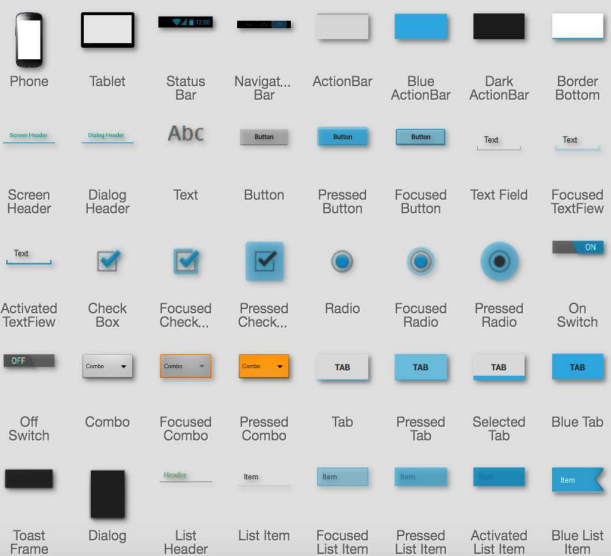 12:00
Phone Tablet Status Bar Navigat... Bar ActionBar Blue ActionBar Dark ActionBar Border Bottom
Screen Header Dialog Header Abc Button Button Button Text Text
Screen Header Dialog Header Text Button Pressed Button Focused Button Text Field Focused TextFiew
Text ON
Activated TextFiew Check Box Focused Check... Pressed Check... Radio Focused Radio Pressed Radio On Switch
OFF Combo Combo Combo TAB TAB TAB TAB
Off Switch Combo Focused Combo Pressed Combo Tab Pressed Tab Selected Tab Blue Tab
Header Item Item Item Item Item
Toast Frame Dialog List Header List Item Focused List Item Pressed List Item Activated List Item Blue List Item